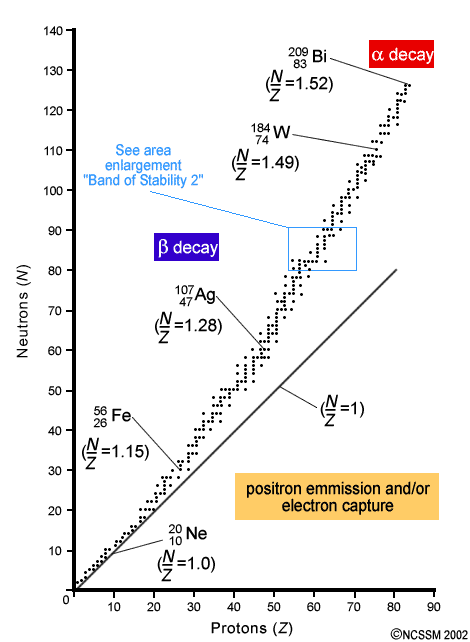 140
130
120
110
100
90
80
70
60
50
40
30
20
10
0
10
20
30
40
50
60
70
80
90
Neutrons (N)
Protons (Z)
209
83 Bi
(N/Z =1.52)
α decay
184
74 W
(N/Z =1.49)
See area
enlargement
"Band of Stability 2"
β decay
107
47 Ag
(N/Z =1.28)
(N/Z =1)
56
26 Fe
(N/Z =1.15)
positron emmission and/or
electron capture
20
10 Ne
(N/Z =1.0)
©NCSSM 2002